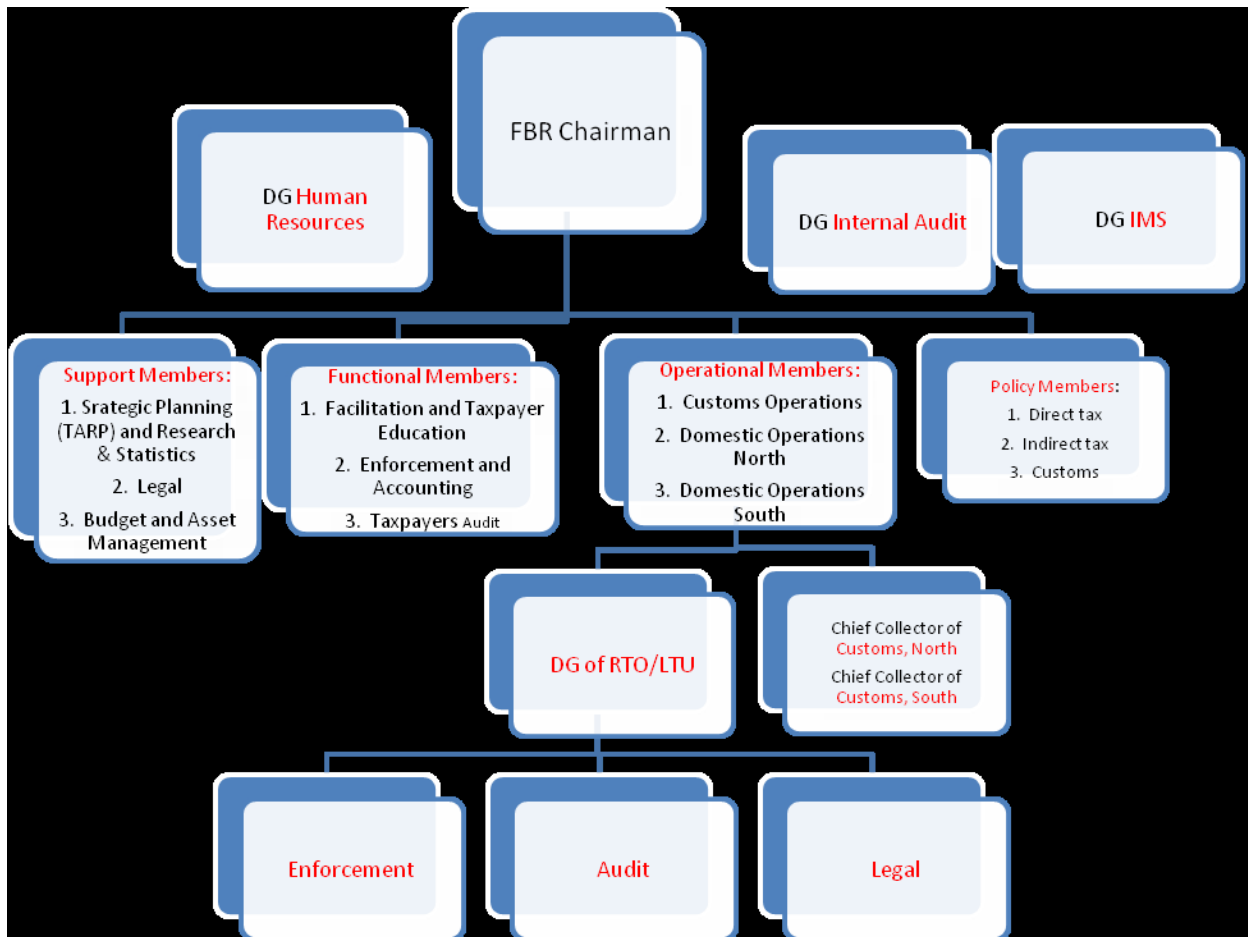 FBR Chairman
DG Human
Resources
DG Internal Audit
DG IMS
Support Members:
1. Srategic Planning
(TARP) and Research
& Statistics
2. Legal
3. Budget and Asset
Management
Functional Members:
1. Facilitation and Taxpayer
Education
2. Enforcement and
Accounting
3. Taxpayers Audit
Operational Members:
1. Customs Operations
2. Domestic Operations
North
3. Domestic Operations
South
Policy Members:
1. Direct tax
2. Indirect tax
3. Customs
DG of RTO/LTU
Chief Collector of
Customs, North
Chief Collector of
Customs, South
Enforcement
Audit
Legal